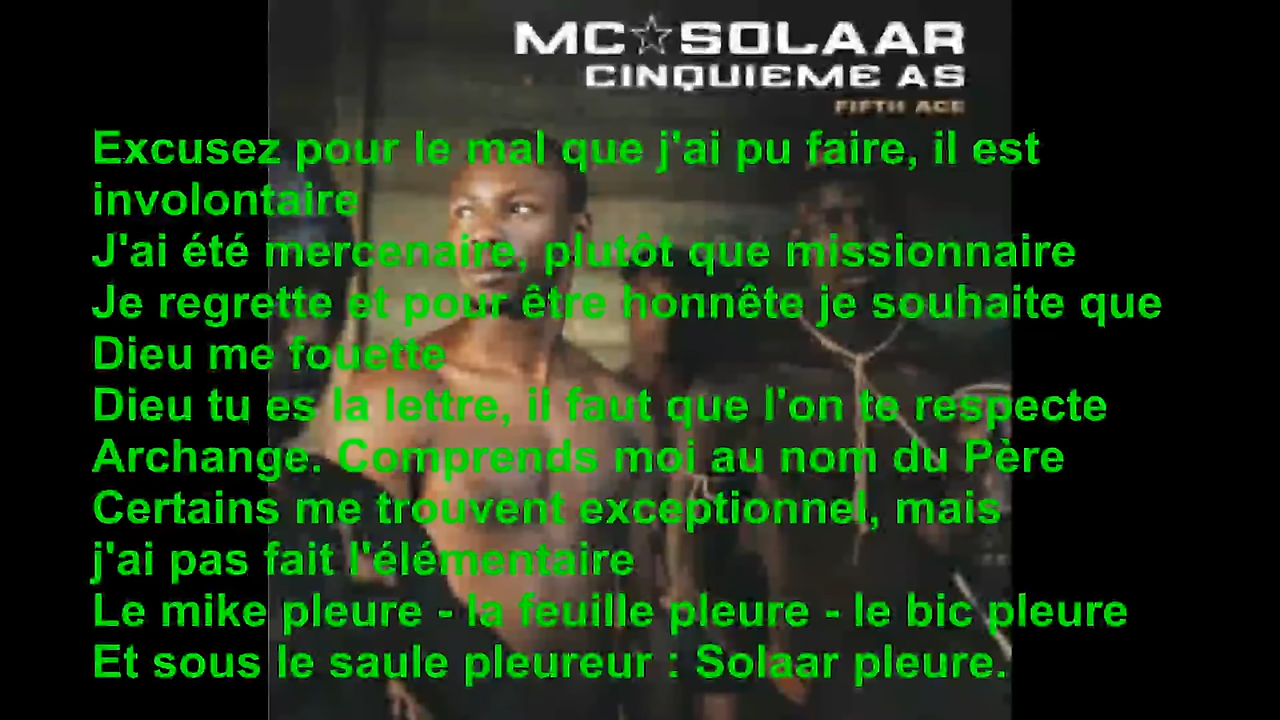 MC☆SOLAAR
CINQUIEME AS
FIFTH ACE
Excusez pour le mal que j'ai pu faire, il est
involontaire
J'ai été mercenaire, plutôt que missionnaire
Je regrette et pour être honnête je souhaite que
Dieu me fouette
Dieu tu es la lettre, il faut que l'on te respecte
Archange. Comprends moi au nom du Père
Certains me trouvent exceptionnel, mais
j'ai pas fait l'élémentaire
Le mike pleure - la feuille pleure - le bic pleure
Et sous le saule pleureur : Solaar pleure.